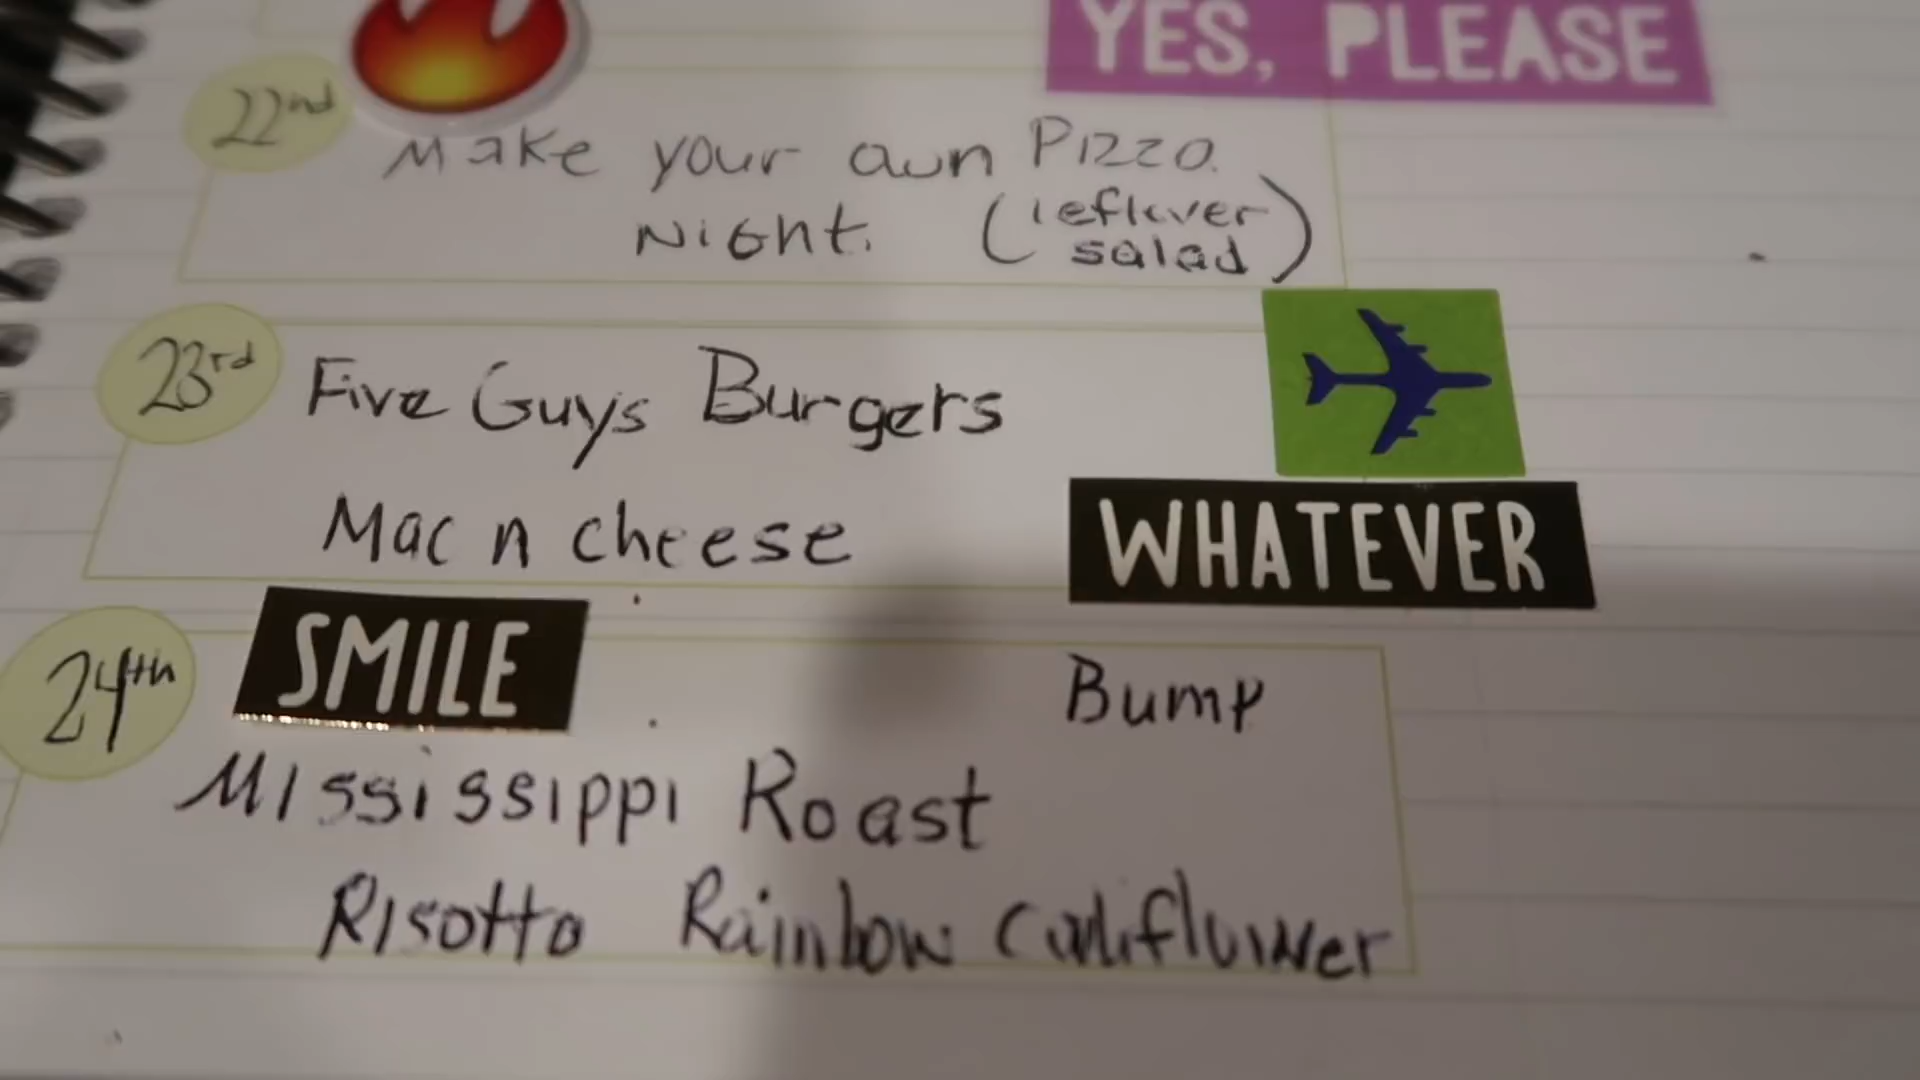 YES, PLEASE
22nd
Make your own Pizza
Night. (leftover
salad)
23rd
Five Guys Burgers
Mac n cheese
WHATEVER
24th
SMILE
Bump
Mississippi Roast
Risotto Rainbow Cauliflower